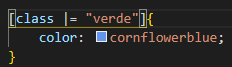 [class |= "verde"]{
    color: cornflowerblue;
}